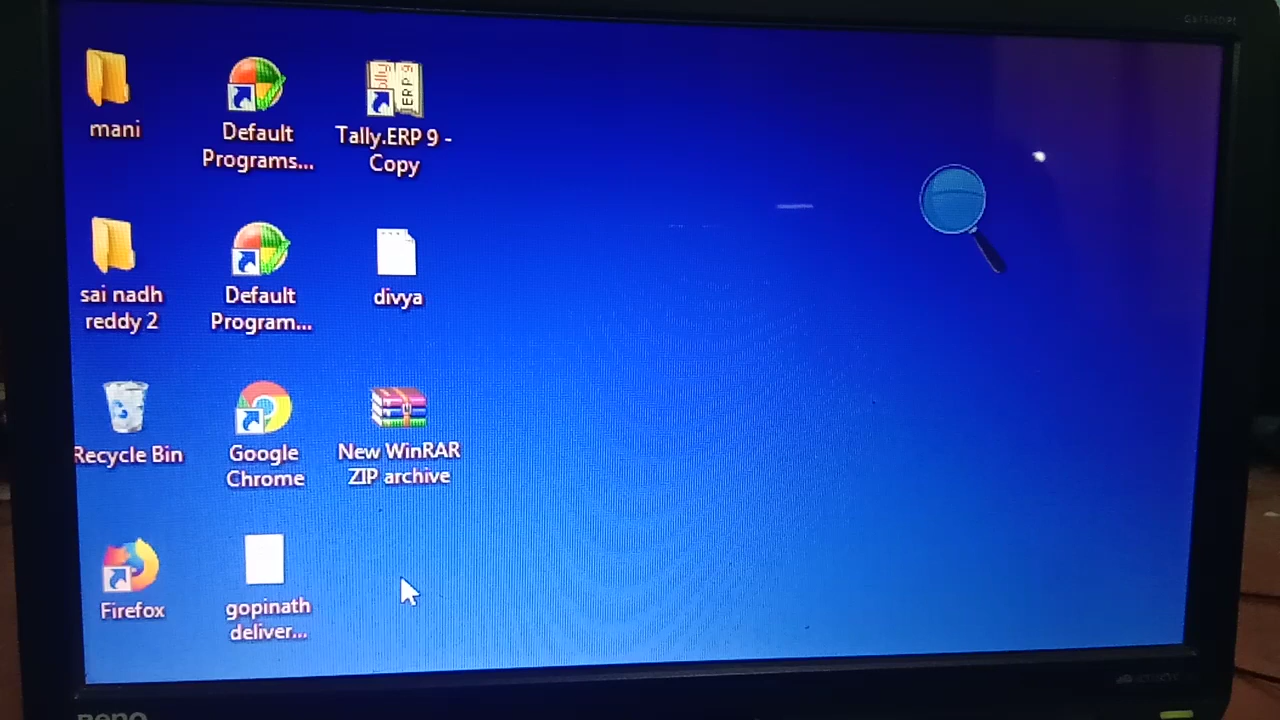 mani
Default
Programs...
Tally.ERP 9 -
Copy
sai nadh
reddy 2
Default
Program...
divya
Recycle Bin
Google
Chrome
New WinRAR
ZIP archive
Firefox
gopinath
deliver...
BenQ